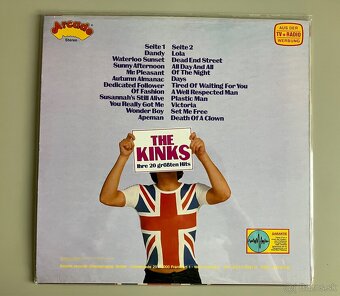 Arcade
Stereo
AUS DER
TV + RADIO
WERBUNG
Seite 1
Dandy
Waterloo Sunset
Sunny Afternoon
Mr Pleasant
Autumn Almanac
Dedicated Follower
Of Fashion
Susannah's Still Alive
You Really Got Me
Wonder Boy
Apeman
Seite 2
Lola
Dead End Street
All Day And All
Of The Night
Days
Tired Of Waiting For You
A Well Respected Man
Plastic Man
Victoria
Set Me Free
Death Of A Clown
THE
KINKS
Ihre 20 größten Hits
bazos.sk